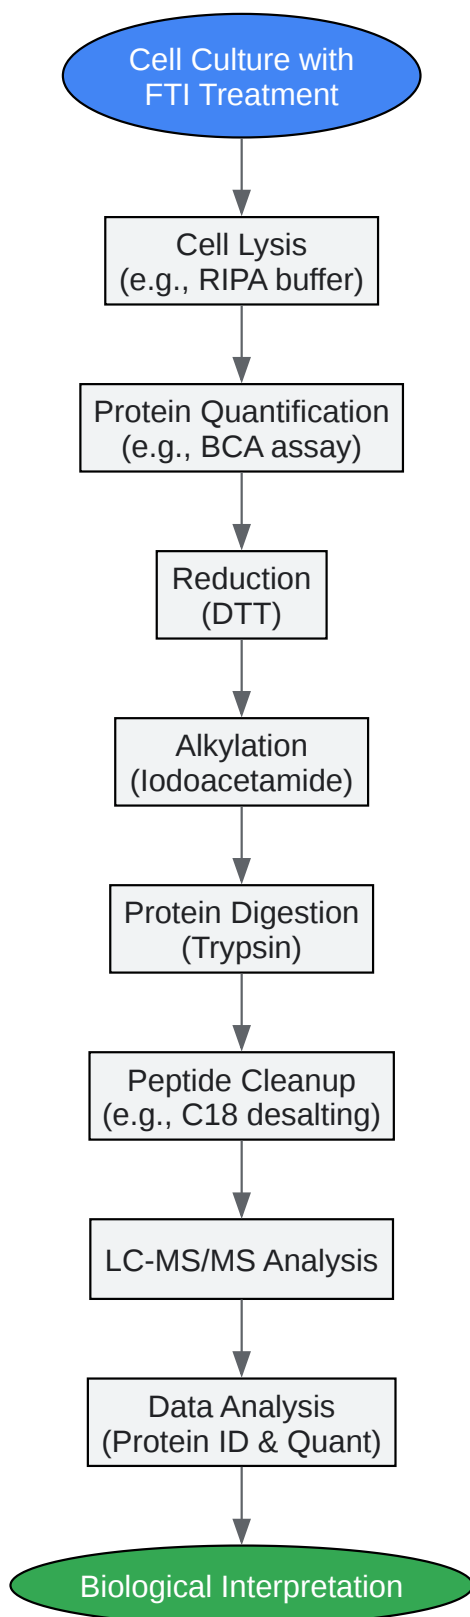 Cell Culture with
FTI Treatment
Cell Lysis
(e.g., RIPA buffer)
Protein Quantification
(e.g., BCA assay)
Reduction
(DTT)
Alkylation
(Iodoacetamide)
Protein Digestion
(Trypsin)
Peptide Cleanup
(e.g., C18 desalting)
LC-MS/MS Analysis
Data Analysis
(Protein ID & Quant)
Biological Interpretation